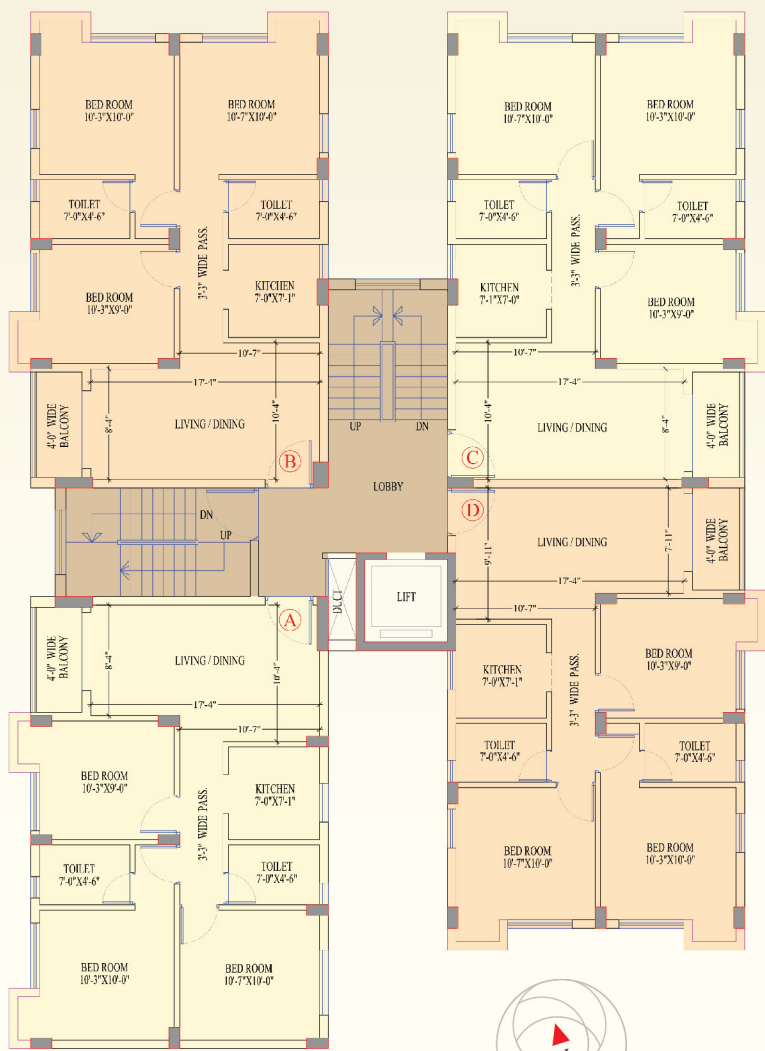 BED ROOM
10'-3"X10'-0"
BED ROOM
10'-7"X10'-0"
TOILET
7'-0"X4'-6"
TOILET
7'-0"X4'-6"
3'-3" WIDE PASS.
BED ROOM
10'-3"X9'-0"
KITCHEN
7'-0"X7'-1"
10'-7"
17'-4"
4'-0" WIDE
BALCONY
8'-4"
LIVING / DINING
10'-4"
B
BED ROOM
10'-7"X10'-0"
BED ROOM
10'-3"X10'-0"
TOILET
7'-0"X4'-6"
TOILET
7'-0"X4'-6"
3'-3" WIDE PASS.
KITCHEN
7'-1"X7'-0"
BED ROOM
10'-3"X9'-0"
10'-7"
17'-4"
10'-4"
LIVING / DINING
8'-4"
4'-0" WIDE
BALCONY
C
UP
DN
LOBBY
DN
UP
DUCT
LIFT
D
9'-11"
LIVING / DINING
7'-11"
4'-0" WIDE
BALCONY
17'-4"
10'-7"
KITCHEN
7'-0"X7'-1"
3'-3" WIDE PASS.
BED ROOM
10'-3"X9'-0"
TOILET
7'-0"X4'-6"
TOILET
7'-0"X4'-6"
BED ROOM
10'-7"X10'-0"
BED ROOM
10'-3"X10'-0"
A
4'-0" WIDE
BALCONY
8'-4"
LIVING / DINING
10'-4"
17'-4"
10'-7"
BED ROOM
10'-3"X9'-0"
3'-3" WIDE PASS.
KITCHEN
7'-0"X7'-1"
TOILET
7'-0"X4'-6"
TOILET
7'-0"X4'-6"
BED ROOM
10'-3"X10'-0"
BED ROOM
10'-7"X10'-0"